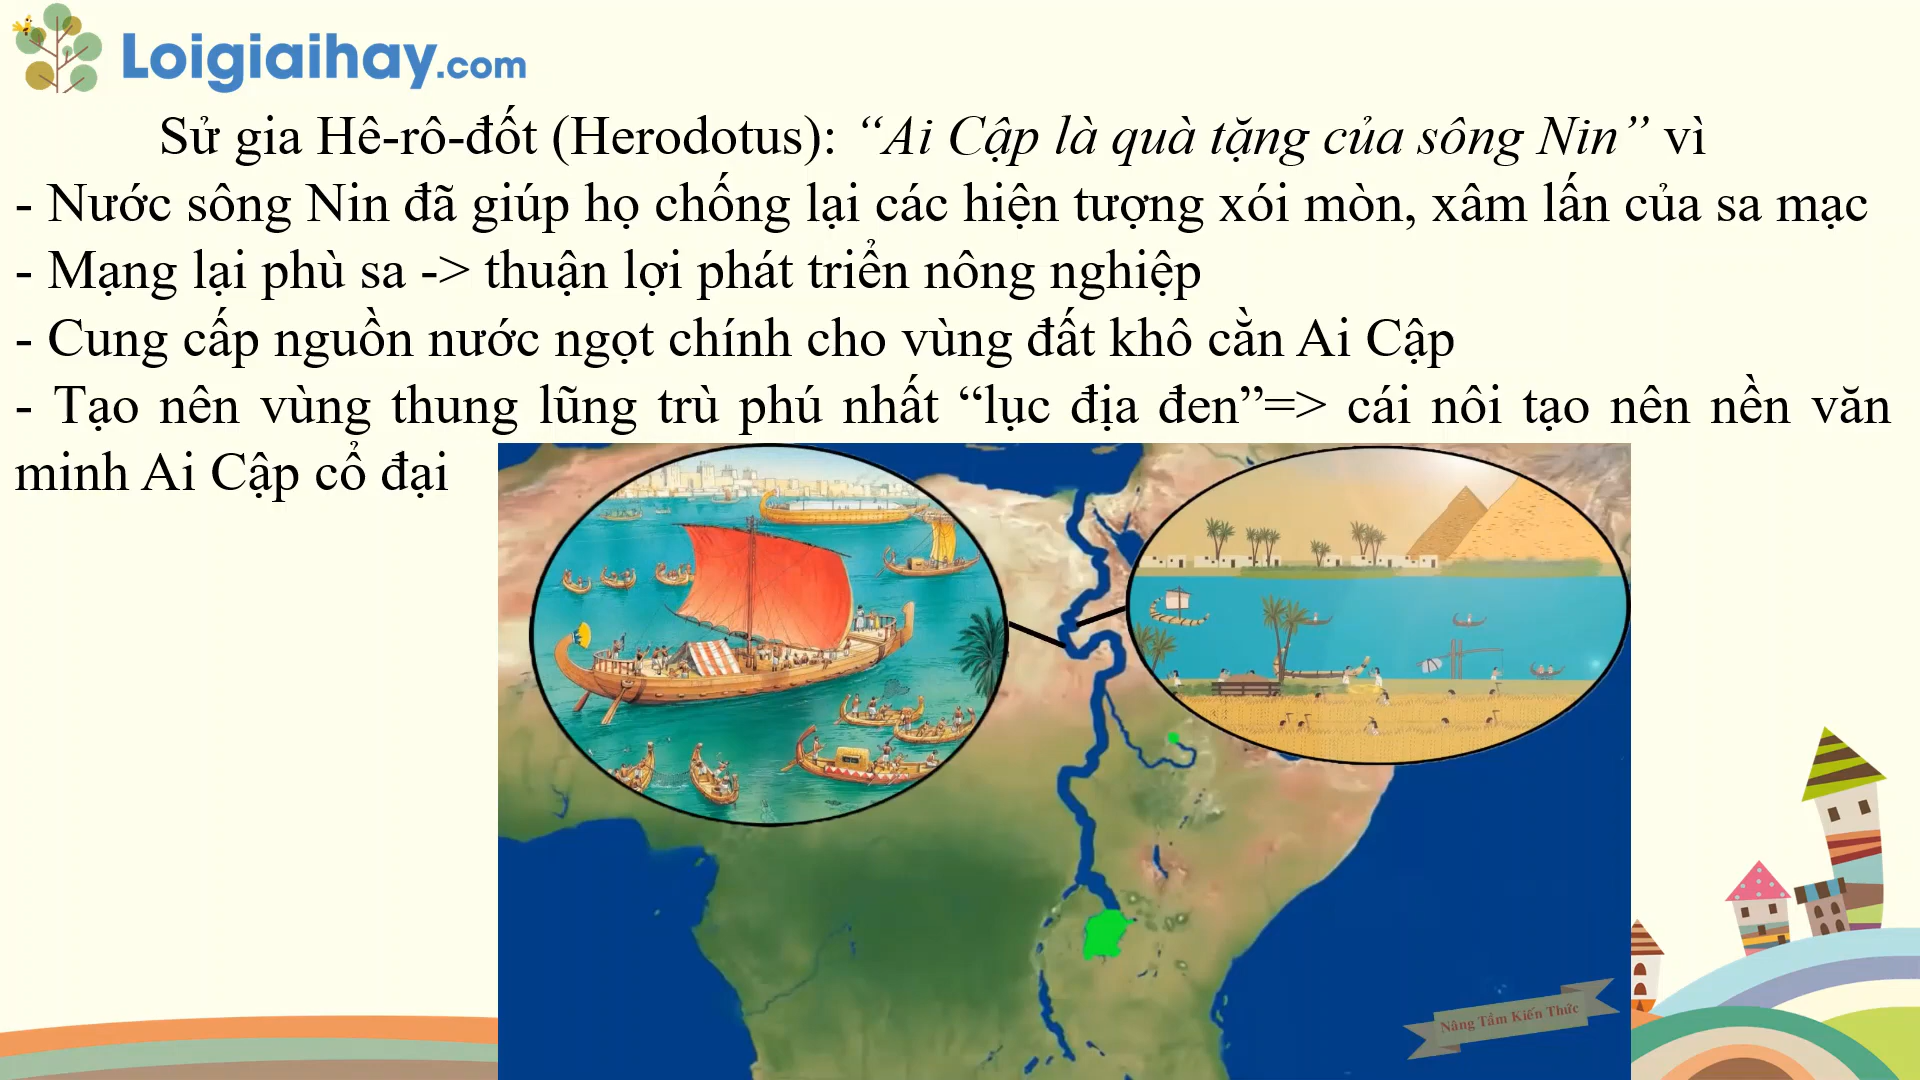 Loigiaihay.com
Sử gia Hê-rô-đốt (Herodotus): “Ai Cập là quà tặng của sông Nin” vì
- Nước sông Nin đã giúp họ chống lại các hiện tượng xói mòn, xâm lấn của sa mạc
- Mạng lại phù sa -> thuận lợi phát triển nông nghiệp
- Cung cấp nguồn nước ngọt chính cho vùng đất khô cằn Ai Cập
- Tạo nên vùng thung lũng trù phú nhất “lục địa đen”=> cái nôi tạo nên nền văn
minh Ai Cập cổ đại
Nâng Tầm Kiến Thức